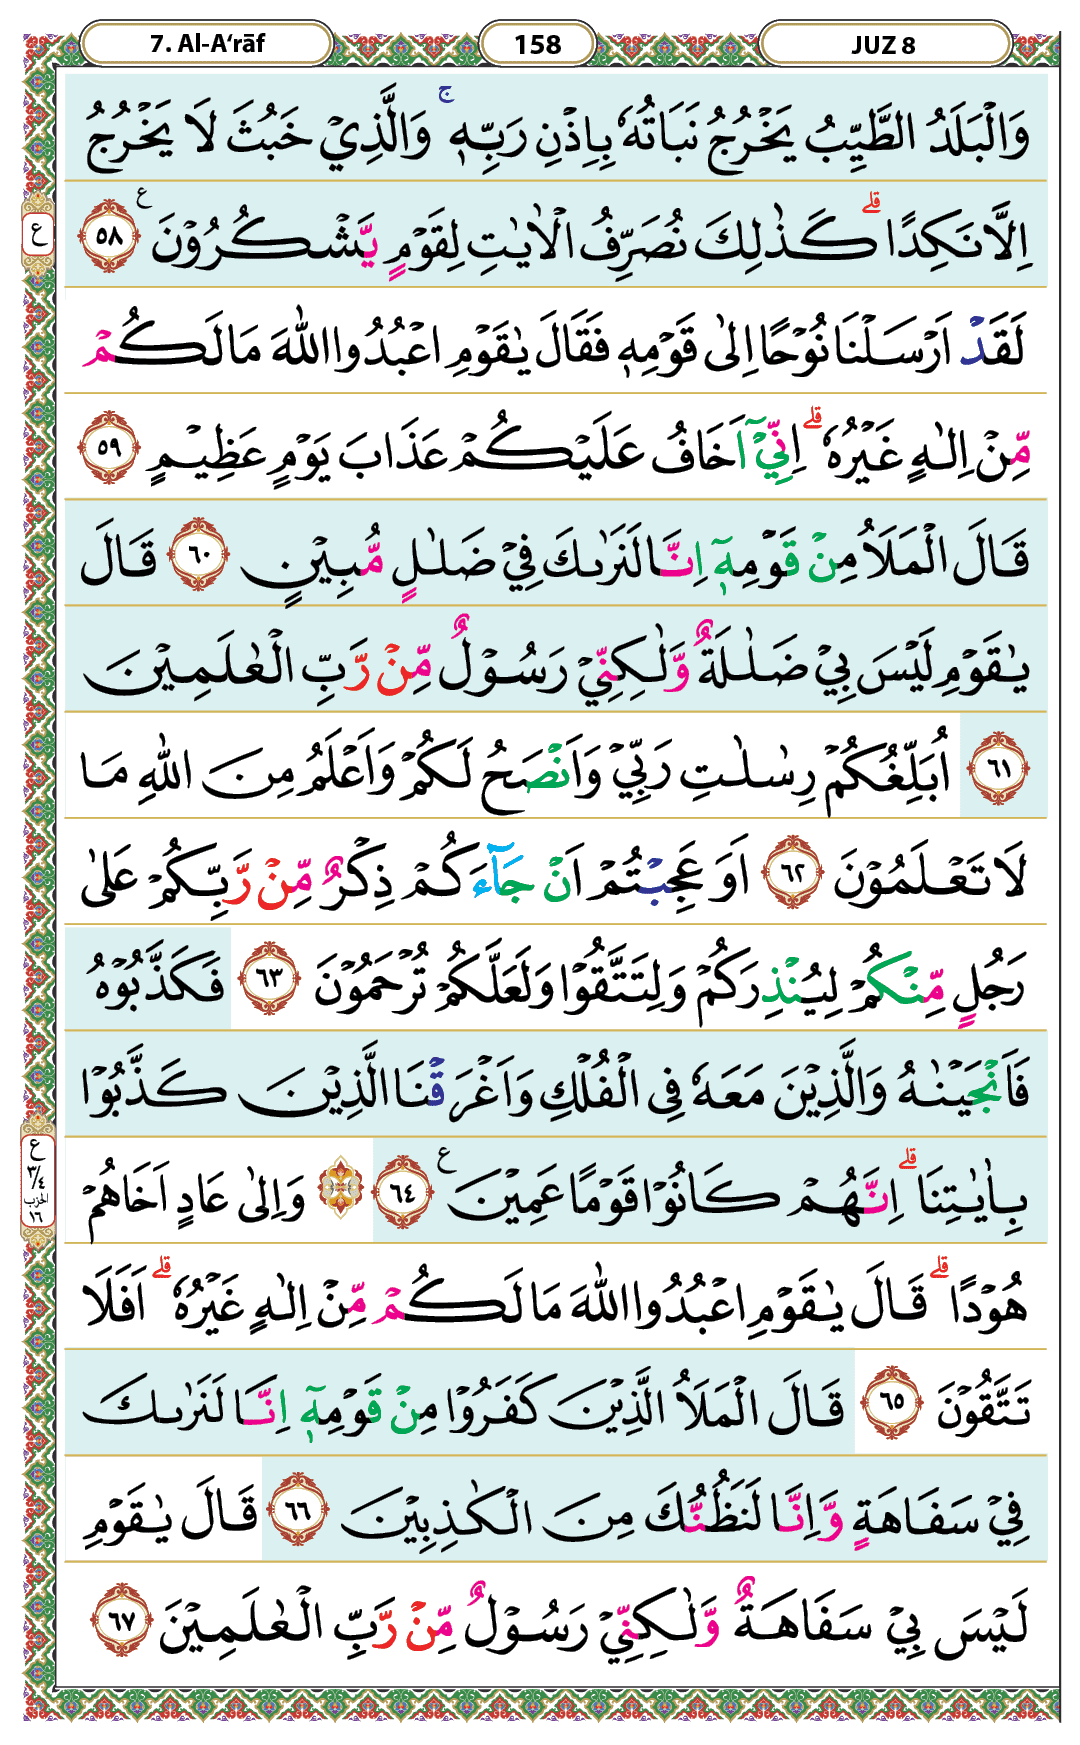 7. Al-A‘rāf
158
JUZ 8
وَالْبَلَدُ الطَّيِّبُ يَخْرُجُ نَبَاتُهٗ بِاِذْنِ رَبِّهٖ ۚ وَالَّذِيْ خَبُثَ لَا يَخْرُجُ
اِلَّا نَكِدًا ۗ كَذٰلِكَ نُصَرِّفُ الْاٰيٰتِ لِقَوْمٍ يَّشْكُرُوْنَ ࣖ ٥٨
لَقَدْ اَرْسَلْنَا نُوْحًا اِلٰى قَوْمِهٖ فَقَالَ يٰقَوْمِ اعْبُدُوا اللّٰهَ مَا لَكُمْ
مِّنْ اِلٰهٍ غَيْرُهٗ ۗ اِنِّيْٓ اَخَافُ عَلَيْكُمْ عَذَابَ يَوْمٍ عَظِيْمٍ ٥٩
قَالَ الْمَلَاُ مِنْ قَوْمِهٖٓ اِنَّا لَنَرٰىكَ فِيْ ضَلٰلٍ مُّبِيْنٍ ٦٠ قَالَ
يٰقَوْمِ لَيْسَ بِيْ ضَلٰلَةٌ وَّلٰكِنِّيْ رَسُوْلٌ مِّنْ رَّبِّ الْعٰلَمِيْنَ
٦١ اُبَلِّغُكُمْ رِسٰلٰتِ رَبِّيْ وَاَنْصَحُ لَكُمْ وَاَعْلَمُ مِنَ اللّٰهِ مَا
لَا تَعْلَمُوْنَ ٦٢ اَوَعَجِبْتُمْ اَنْ جَاۤءَكُمْ ذِكْرٌ مِّنْ رَّبِّكُمْ عَلٰى
رَجُلٍ مِّنْكُمْ لِيُنْذِرَكُمْ وَلِتَتَّقُوْا وَلَعَلَّكُمْ تُرْحَمُوْنَ ٦٣ فَكَذَّبُوْهُ
فَاَنْجَيْنٰهُ وَالَّذِيْنَ مَعَهٗ فِى الْفُلْكِ وَاَغْرَقْنَا الَّذِيْنَ كَذَّبُوْا
بِاٰيٰتِنَا ۗ اِنَّهُمْ كَانُوْا قَوْمًا عَمِيْنَ ࣖ ٦٤ ۞ وَاِلٰى عَادٍ اَخَاهُمْ
هُوْدًا ۗ قَالَ يٰقَوْمِ اعْبُدُوا اللّٰهَ مَا لَكُمْ مِّنْ اِلٰهٍ غَيْرُهٗ ۗ اَفَلَا
تَتَّقُوْنَ ٦٥ قَالَ الْمَلَاُ الَّذِيْنَ كَفَرُوْا مِنْ قَوْمِهٖٓ اِنَّا لَنَرٰىكَ
فِيْ سَفَاهَةٍ وَّاِنَّا لَنَظُنُّكَ مِنَ الْكٰذِبِيْنَ ٦٦ قَالَ يٰقَوْمِ
لَيْسَ بِيْ سَفَاهَةٌ وَّلٰكِنِّيْ رَسُوْلٌ مِّنْ رَّبِّ الْعٰلَمِيْنَ ٦٧
ع
ع
٣/٤
الحزب
١٦